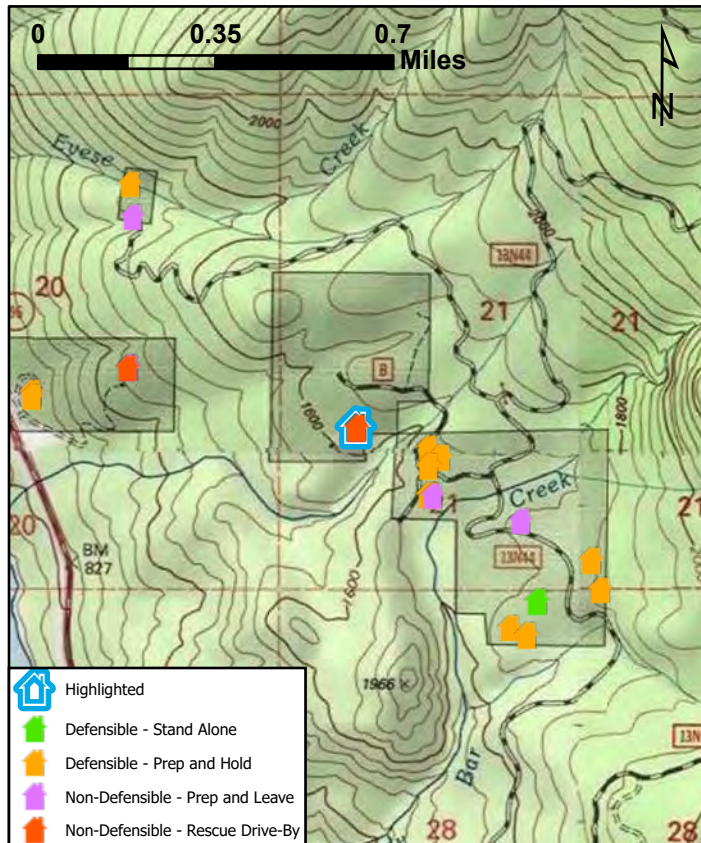 0 0.35 0.7
Miles
N
2000
Evese
Creek
2080
13N44
20
96
21
21
B
1600
1800
Creek
21
21
20
BM
827
13N44
1600
1966
Bar
13N
28
28
Highlighted
Defensible - Stand Alone
Defensible - Prep and Hold
Non-Defensible - Prep and Leave
Non-Defensible - Rescue Drive-By